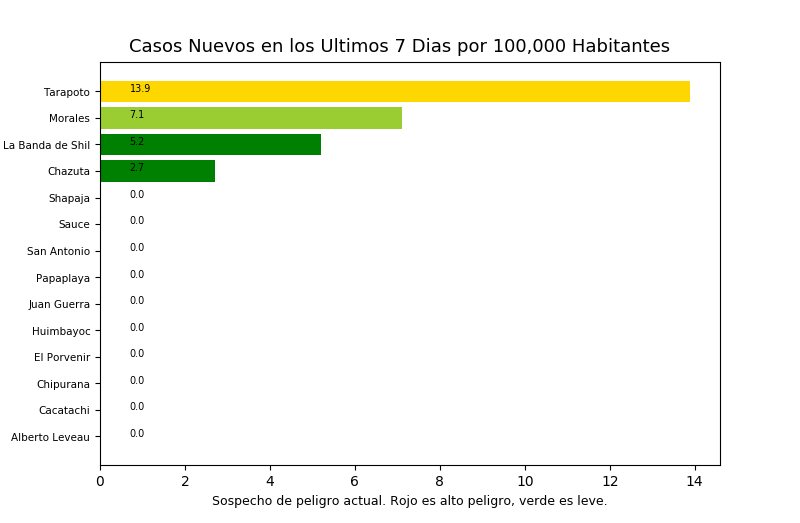 Casos Nuevos en los Ultimos 7 Dias por 100,000 Habitantes
Tarapoto 13.9
Morales 7.1
La Banda de Shil 5.2
Chazuta 2.7
Shapaja 0.0
Sauce 0.0
San Antonio 0.0
Papaplaya 0.0
Juan Guerra 0.0
Huimbayoc 0.0
El Porvenir 0.0
Chipurana 0.0
Cacatachi 0.0
Alberto Leveau 0.0
0 2 4 6 8 10 12 14
Sospecho de peligro actual. Rojo es alto peligro, verde es leve.